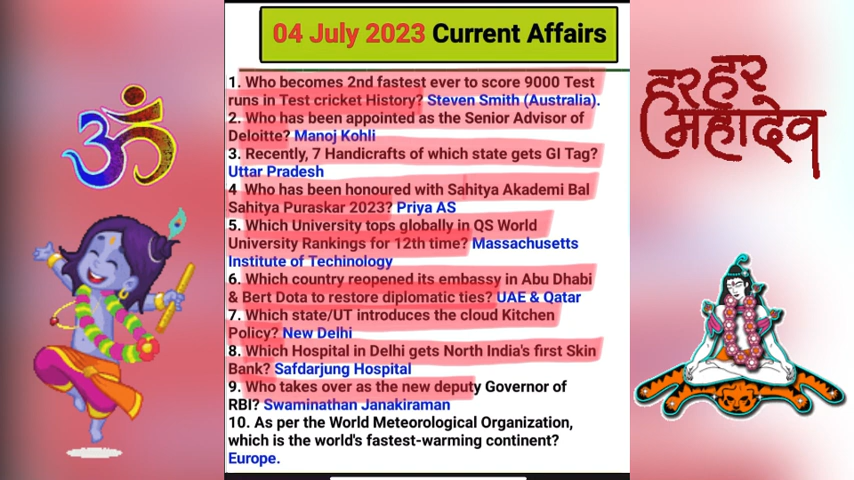 04 July 2023 Current Affairs
1. Who becomes 2nd fastest ever to score 9000 Test
runs in Test cricket History? Steven Smith (Australia).
2. Who has been appointed as the Senior Advisor of
Deloitte? Manoj Kohli
3. Recently, 7 Handicrafts of which state gets GI Tag?
Uttar Pradesh
4 Who has been honoured with Sahitya Akademi Bal
Sahitya Puraskar 2023? Priya AS
5. Which University tops globally in QS World
University Rankings for 12th time? Massachusetts
Institute of Techinology
6. Which country reopened its embassy in Abu Dhabi
& Bert Dota to restore diplomatic ties? UAE & Qatar
7. Which state/UT introduces the cloud Kitchen
Policy? New Delhi
8. Which Hospital in Delhi gets North India's first Skin
Bank? Safdarjung Hospital
9. Who takes over as the new deputy Governor of
RBI? Swaminathan Janakiraman
10. As per the World Meteorological Organization,
which is the world's fastest-warming continent?
Europe.
ॐ
हर हर
महादेव